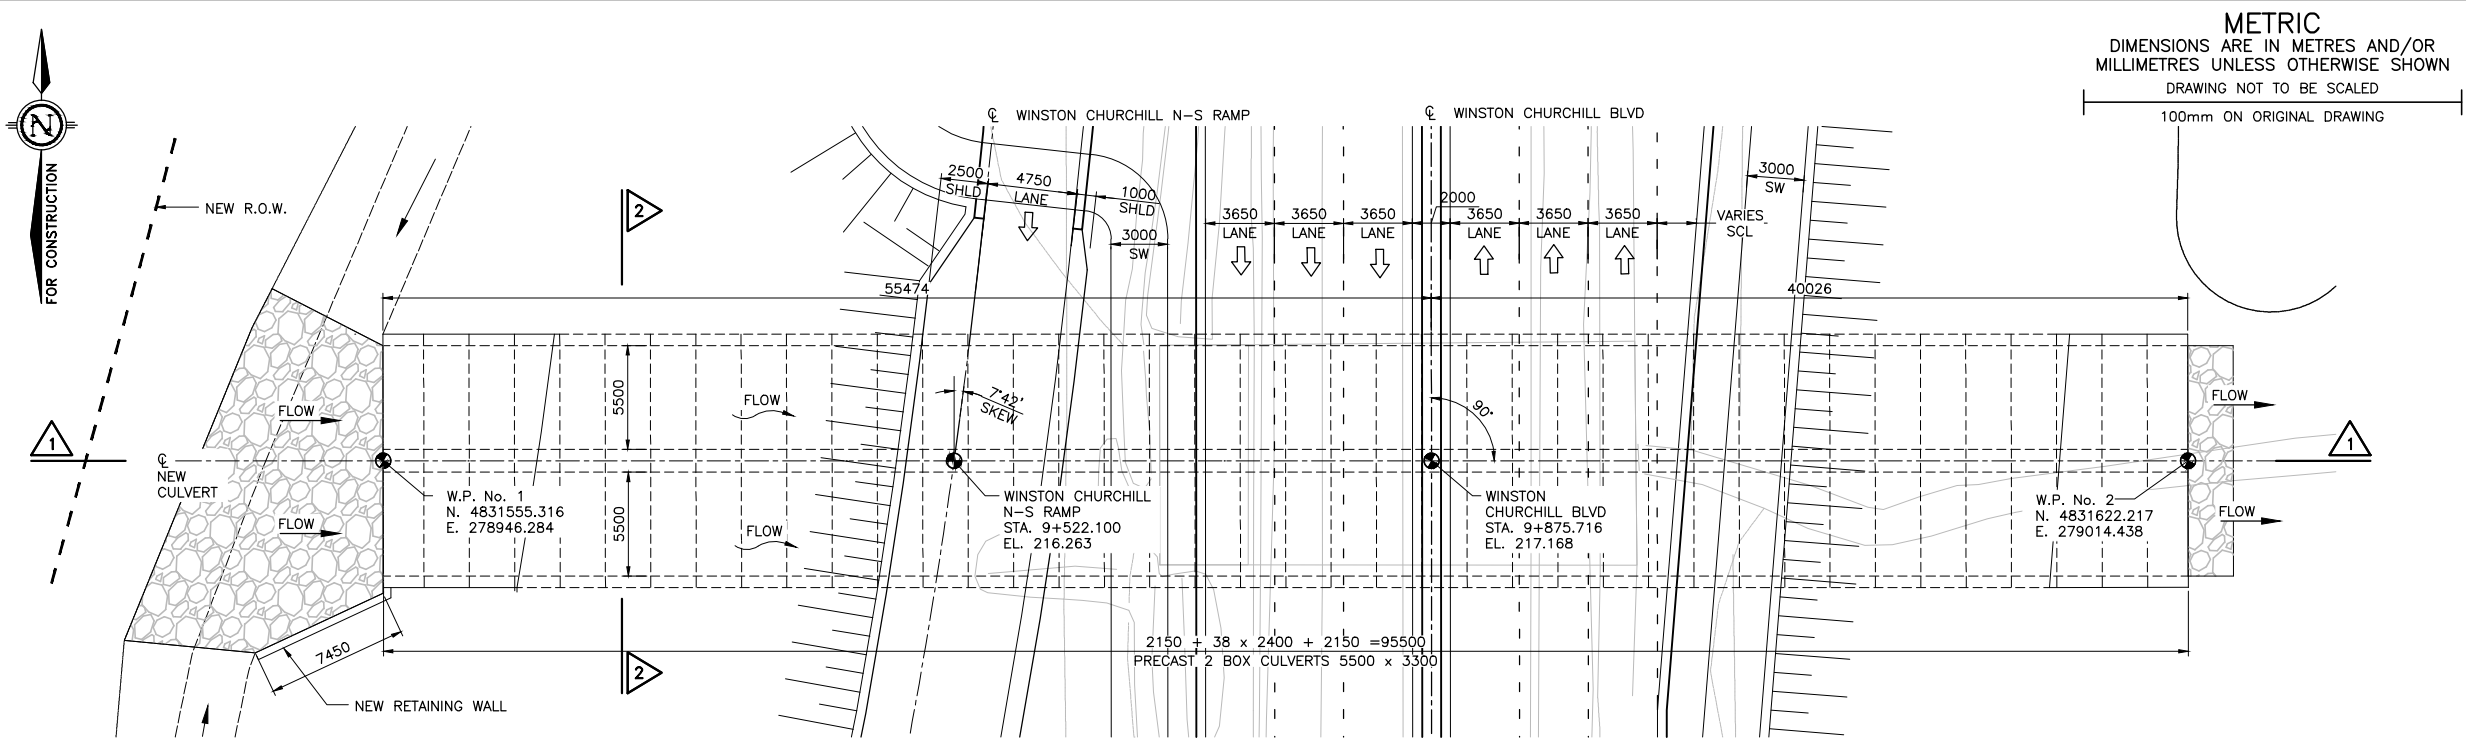 METRIC
DIMENSIONS ARE IN METRES AND/OR
MILLIMETRES UNLESS OTHERWISE SHOWN
DRAWING NOT TO BE SCALED
100mm ON ORIGINAL DRAWING
N
FOR CONSTRUCTION
NEW R.O.W.
2
℄ WINSTON CHURCHILL N-S RAMP
℄ WINSTON CHURCHILL BLVD
2500
SHLD
4750
LANE
1000
SHLD
3000
SW
3650
LANE
3650
LANE
3650
LANE
2000
3650
LANE
3650
LANE
3650
LANE
VARIES
SCL
3000
SW
55474
40026
5500
5500
FLOW
FLOW
FLOW
FLOW
FLOW
FLOW
7°42'
SKEW
90°
1
1
℄
NEW
CULVERT
W.P. No. 1
N. 4831555.316
E. 278946.284
WINSTON CHURCHILL
N-S RAMP
STA. 9+522.100
EL. 216.263
WINSTON
CHURCHILL BLVD
STA. 9+875.716
EL. 217.168
W.P. No. 2
N. 4831622.217
E. 279014.438
2150 + 38 x 2400 + 2150 =95500
PRECAST 2 BOX CULVERTS 5500 x 3300
7450
2
NEW RETAINING WALL